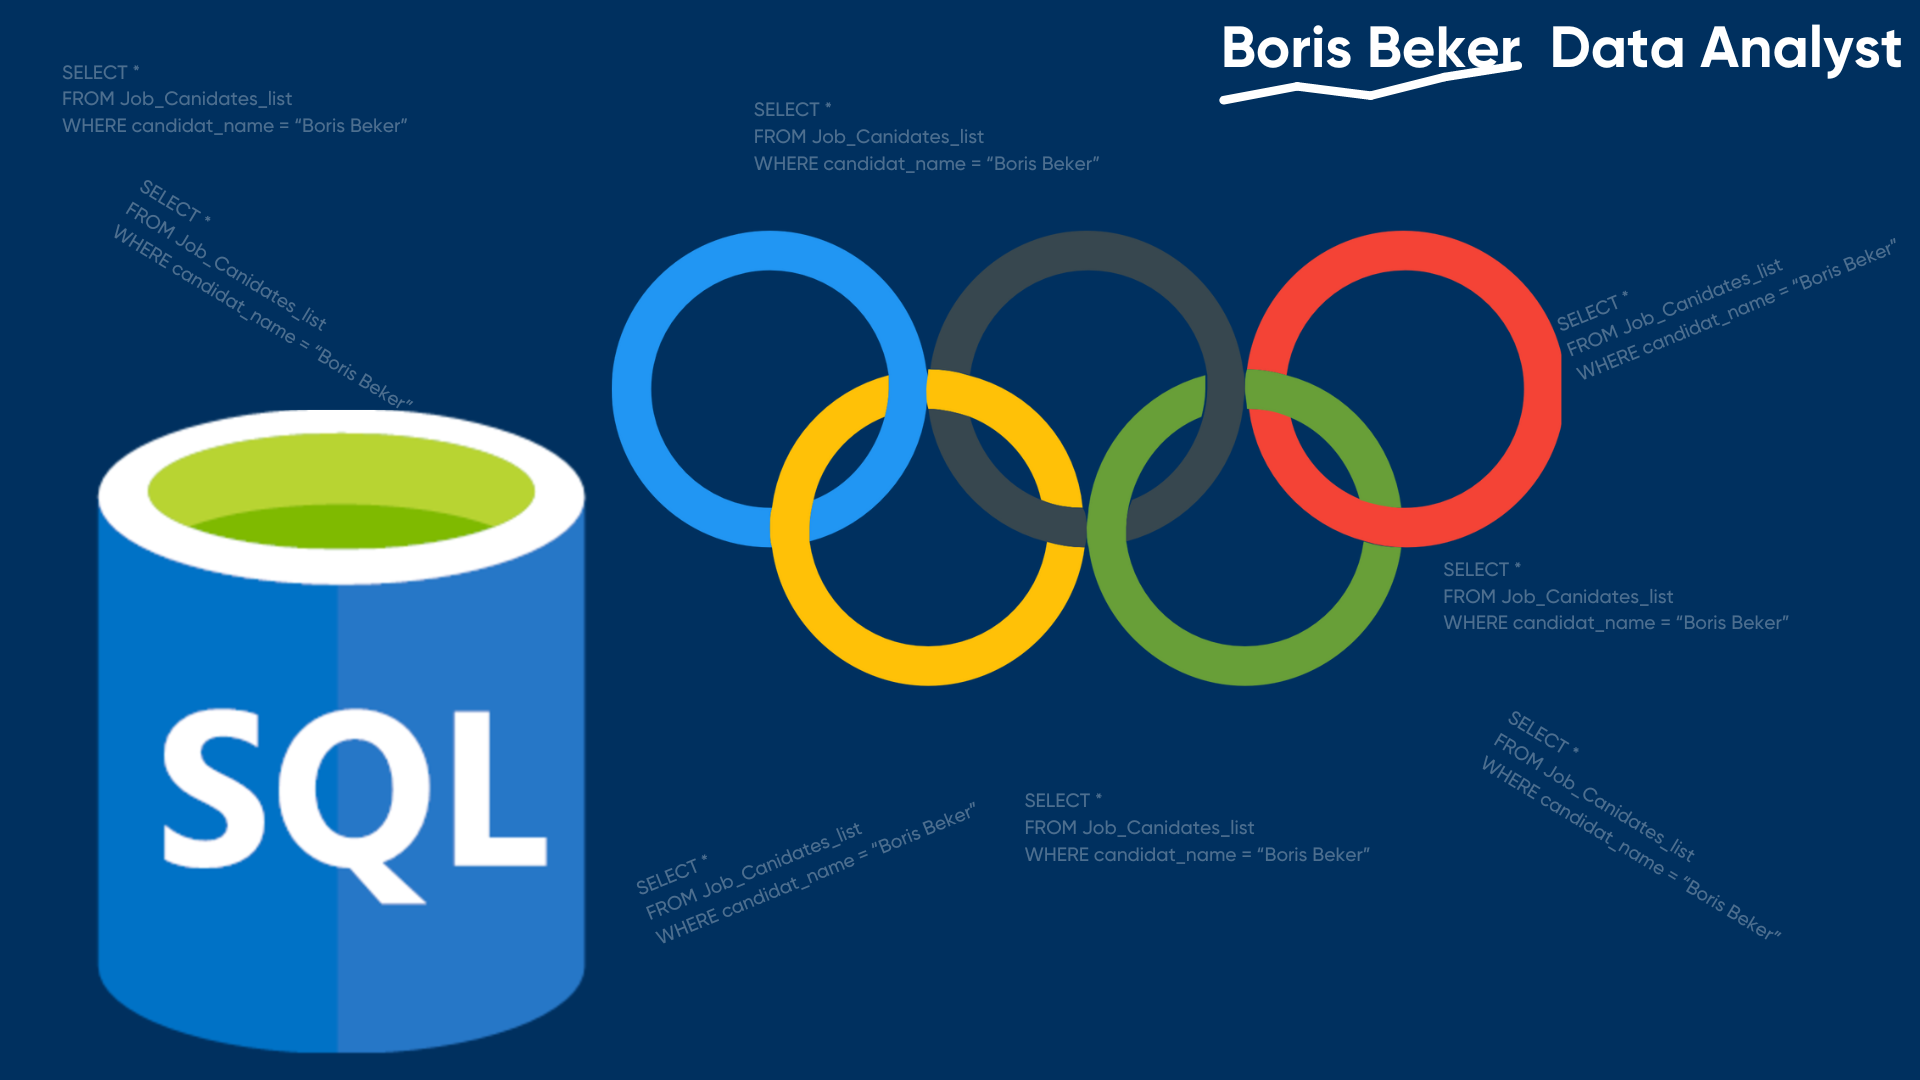 Boris Beker Data Analyst
SELECT *
FROM Job_Canidates_list
WHERE candidat_name = “Boris Beker”
SELECT *
FROM Job_Canidates_list
WHERE candidat_name = “Boris Beker”
SELECT *
FROM Job_Canidates_list
WHERE candidat_name = “Boris Beker”
SELECT *
FROM Job_Canidates_list
WHERE candidat_name = “Boris Beker”
SELECT *
FROM Job_Canidates_list
WHERE candidat_name = “Boris Beker”
SQL
SELECT *
FROM Job_Canidates_list
WHERE candidat_name = “Boris Beker”
SELECT *
FROM Job_Canidates_list
WHERE candidat_name = “Boris Beker”
SELECT *
FROM Job_Canidates_list
WHERE candidat_name = “Boris Beker”